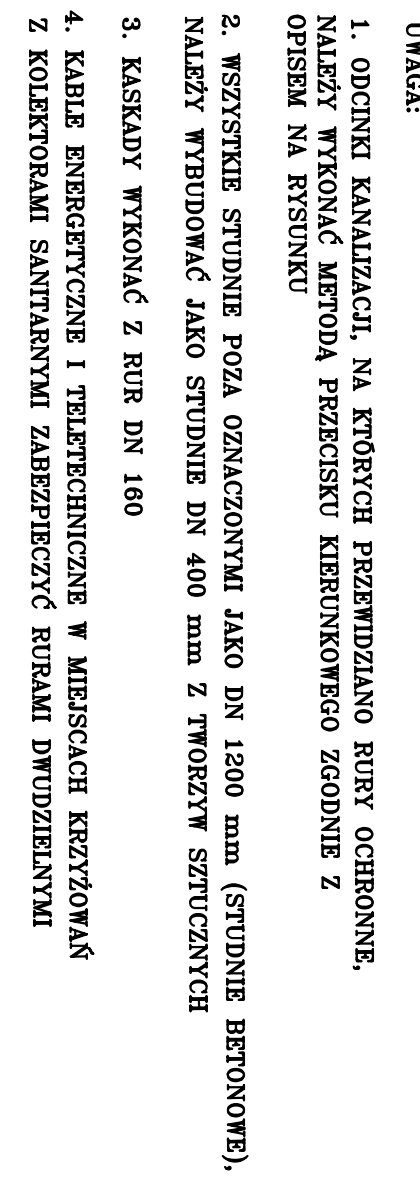 UWAGA:
1. ODCINKI KANALIZACJI, NA KTÓRYCH PRZEWIDZIANO RURY OCHRONNE,
NALEŻY WYKONAĆ METODĄ PRZECISKU KIERUNKOWEGO ZGODNIE Z
OPISEM NA RYSUNKU
2. WSZYSTKIE STUDNIE POZA OZNACZONYMI JAKO DN 1200 mm (STUDNIE BETONOWE),
NALEŻY WYBUDOWAĆ JAKO STUDNIE DN 400 mm Z TWORZYW SZTUCZNYCH
3. KASKADY WYKONAĆ Z RUR DN 160
4. KABLE ENERGETYCZNE I TELETECHNICZNE W MIEJSCACH KRZYŻOWAŃ
Z KOLEKTORAMI SANITARNYMI ZABEZPIECZYĆ RURAMI DWUDZIELNYMI